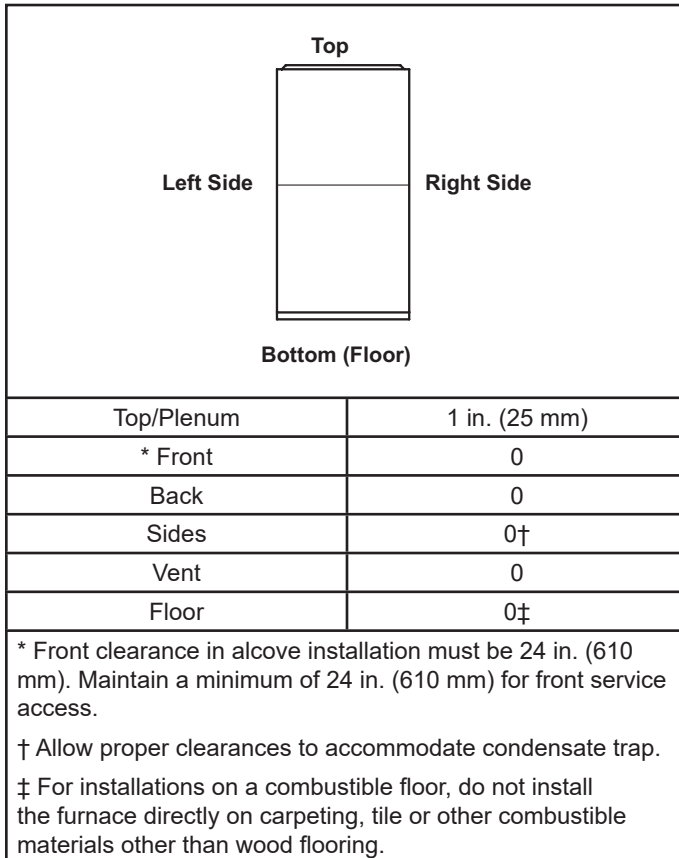 Top
Left Side Right Side
Bottom (Floor)
Top/Plenum 1 in. (25 mm)
* Front 0
Back 0
Sides 0†
Vent 0
Floor 0‡
* Front clearance in alcove installation must be 24 in. (610
mm). Maintain a minimum of 24 in. (610 mm) for front service
access.
† Allow proper clearances to accommodate condensate trap.
‡ For installations on a combustible floor, do not install
the furnace directly on carpeting, tile or other combustible
materials other than wood flooring.